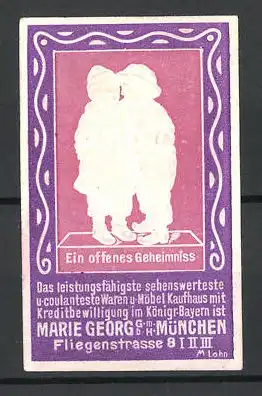 Ein offenes Geheimniss
Das leistungsfähigste sehenswerteste
u·coulanteste Waren u·Möbel Kaufhaus mit
Kreditbewilligung im Königr·Bayern ist
MARIE GEORG G·m·b·H· MÜNCHEN
Fliegenstrasse 8 I II III
M Lahn